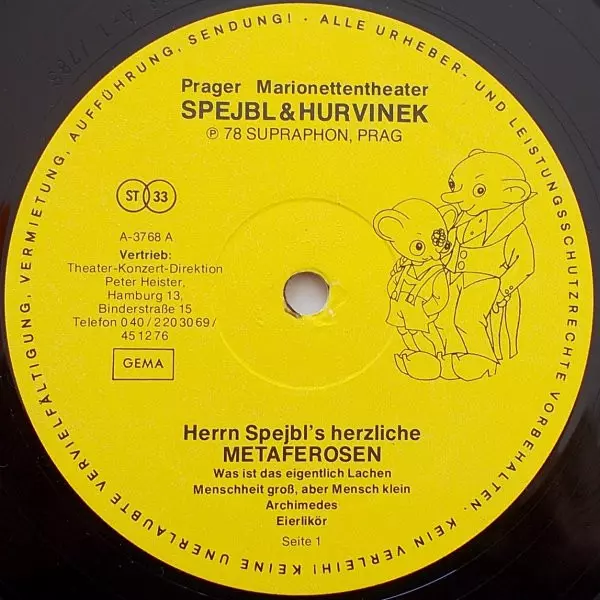 ALLE URHEBER- UND LEISTUNGSSCHUTZRECHTE VORBEHALTEN · KEIN VERLEIH! KEINE UNERLAUBTE VERVIELFÄLTIGUNG, VERMIETUNG, AUFFÜHRUNG, SENDUNG! ·
Prager Marionettentheater
SPEJBL & HURVINEK
Ⓟ 78 SUPRAPHON, PRAG
ST 33
A-3768 A
Vertrieb:
Theater-Konzert-Direktion
Peter Heister,
Hamburg 13,
Binderstraße 15
Telefon 040/2203069/
451276
GEMA
Herrn Spejbl's herzliche
METAFEROSEN
Was ist das eigentlich Lachen
Menschheit groß, aber Mensch klein
Archimedes
Eierlikör
Seite 1